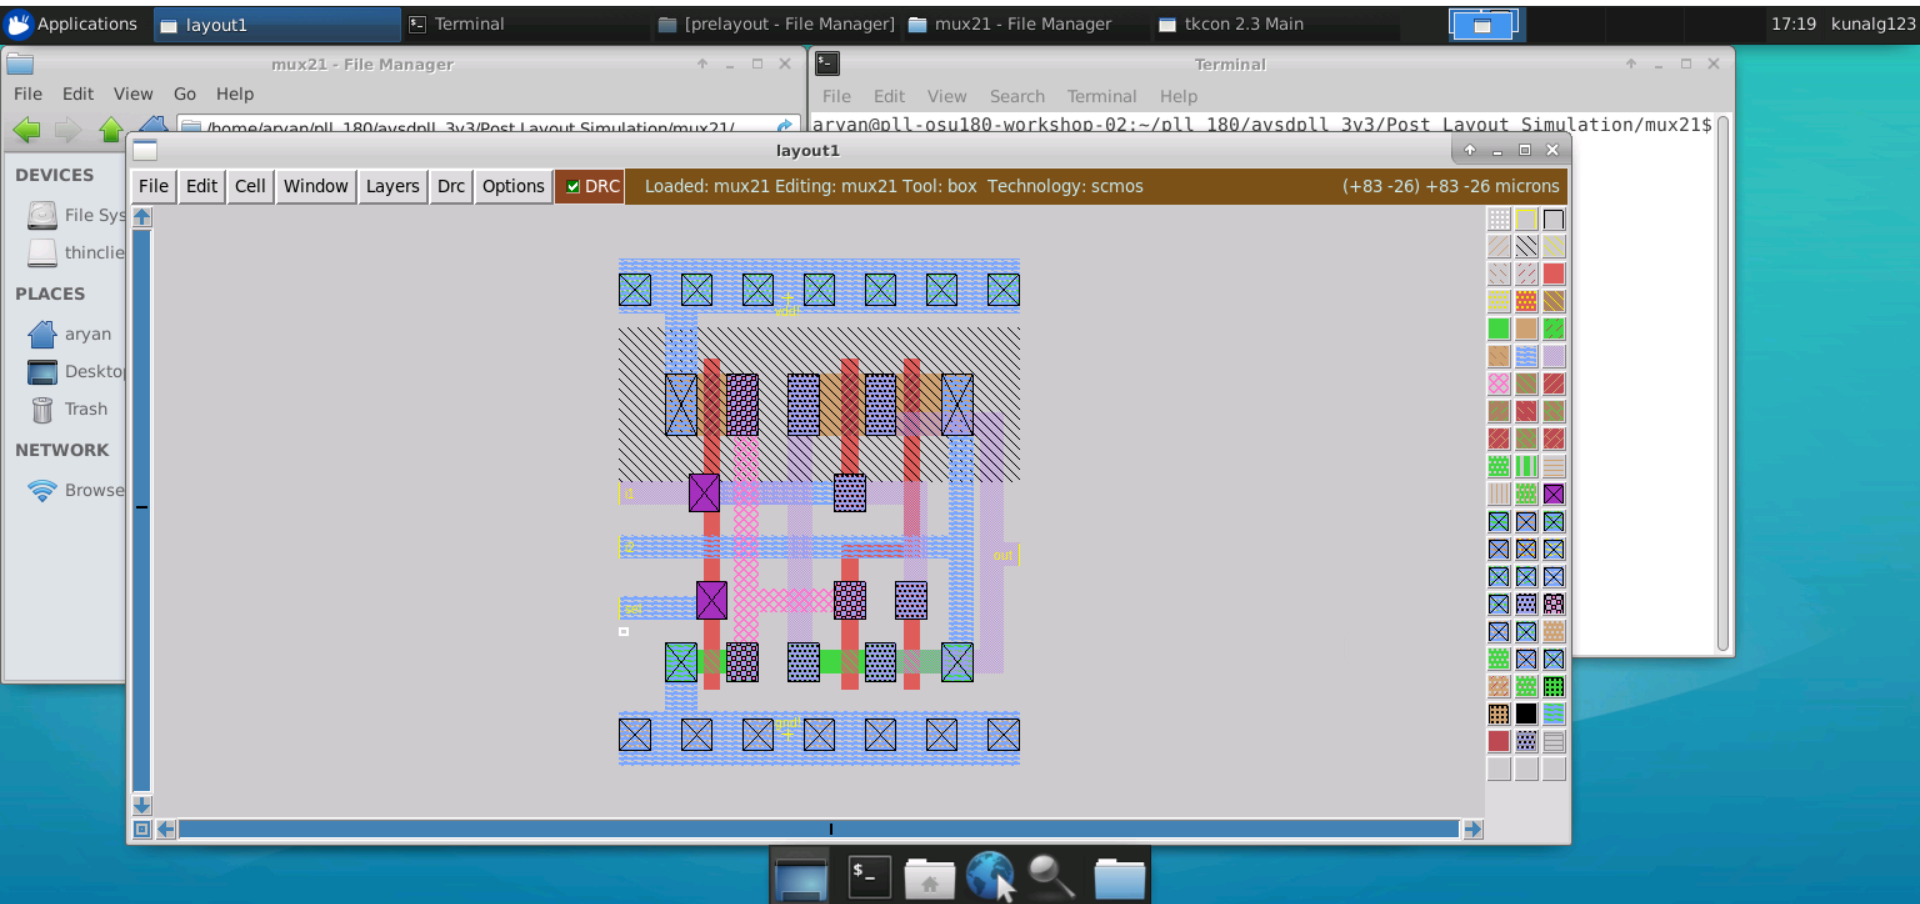 Applications layout1 Terminal [prelayout - File Manager] mux21 - File Manager tkcon 2.3 Main 17:19 kunalg123
mux21 - File Manager
File Edit View Go Help
/home/aryan/pll_180/avsdpll_3v3/Post_Layout_Simulation/mux21/
Terminal
File Edit View Search Terminal Help
aryan@pll-osu180-workshop-02:~/pll_180/avsdpll_3v3/Post_Layout_Simulation/mux21$
DEVICES
File Sys
thinclie
PLACES
aryan
Deskto
Trash
NETWORK
Browse
layout1
File Edit Cell Window Layers Drc Options DRC Loaded: mux21 Editing: mux21 Tool: box Technology: scmos (+83 -26) +83 -26 microns
vdd!
i1
i2
out
sel
gnd!
$_